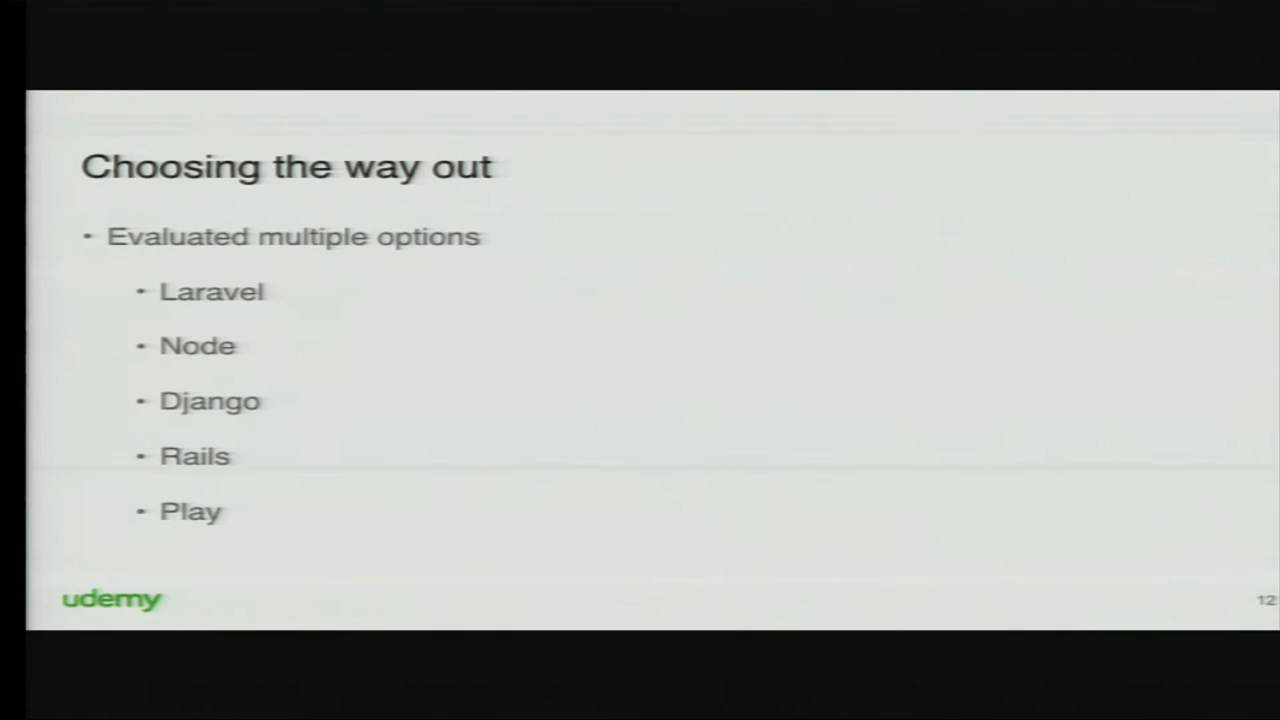 Choosing the way out
• Evaluated multiple options
• Laravel
• Node
• Django
• Rails
• Play
udemy
12